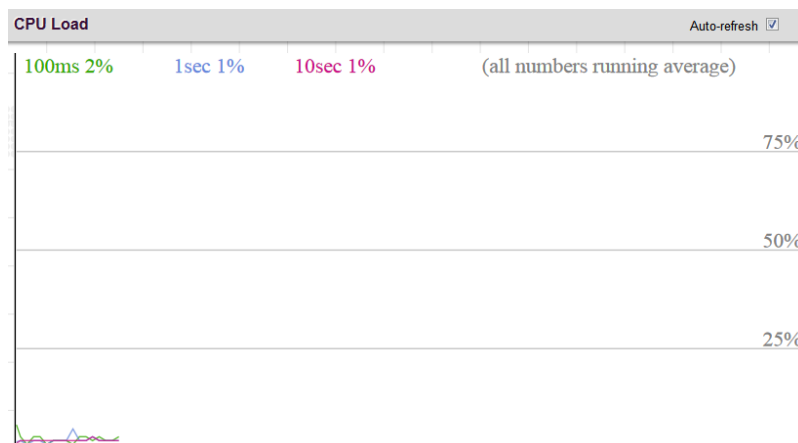 CPU Load
Auto-refresh
100ms 2% 1sec 1% 10sec 1% (all numbers running average)
75%
50%
25%